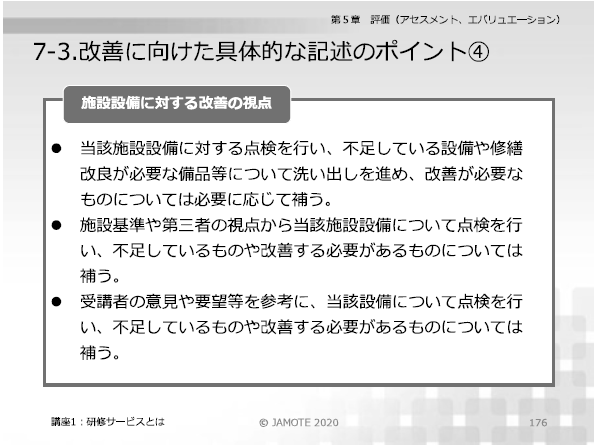 第５章　評価（アセスメント、エバリュエーション）
7-3.改善に向けた具体的な記述のポイント④
施設設備に対する改善の視点
● 当該施設設備に対する点検を行い、不足している設備や修繕
改良が必要な備品等について洗い出しを進め、改善が必要な
ものについては必要に応じて補う。
● 施設基準や第三者の視点から当該施設設備について点検を行
い、不足しているものや改善する必要があるものについては
補う。
● 受講者の意見や要望等を参考に、当該設備について点検を行
い、不足しているものや改善する必要があるものについては
補う。
講座1：研修サービスとは
© JAMOTE 2020
176